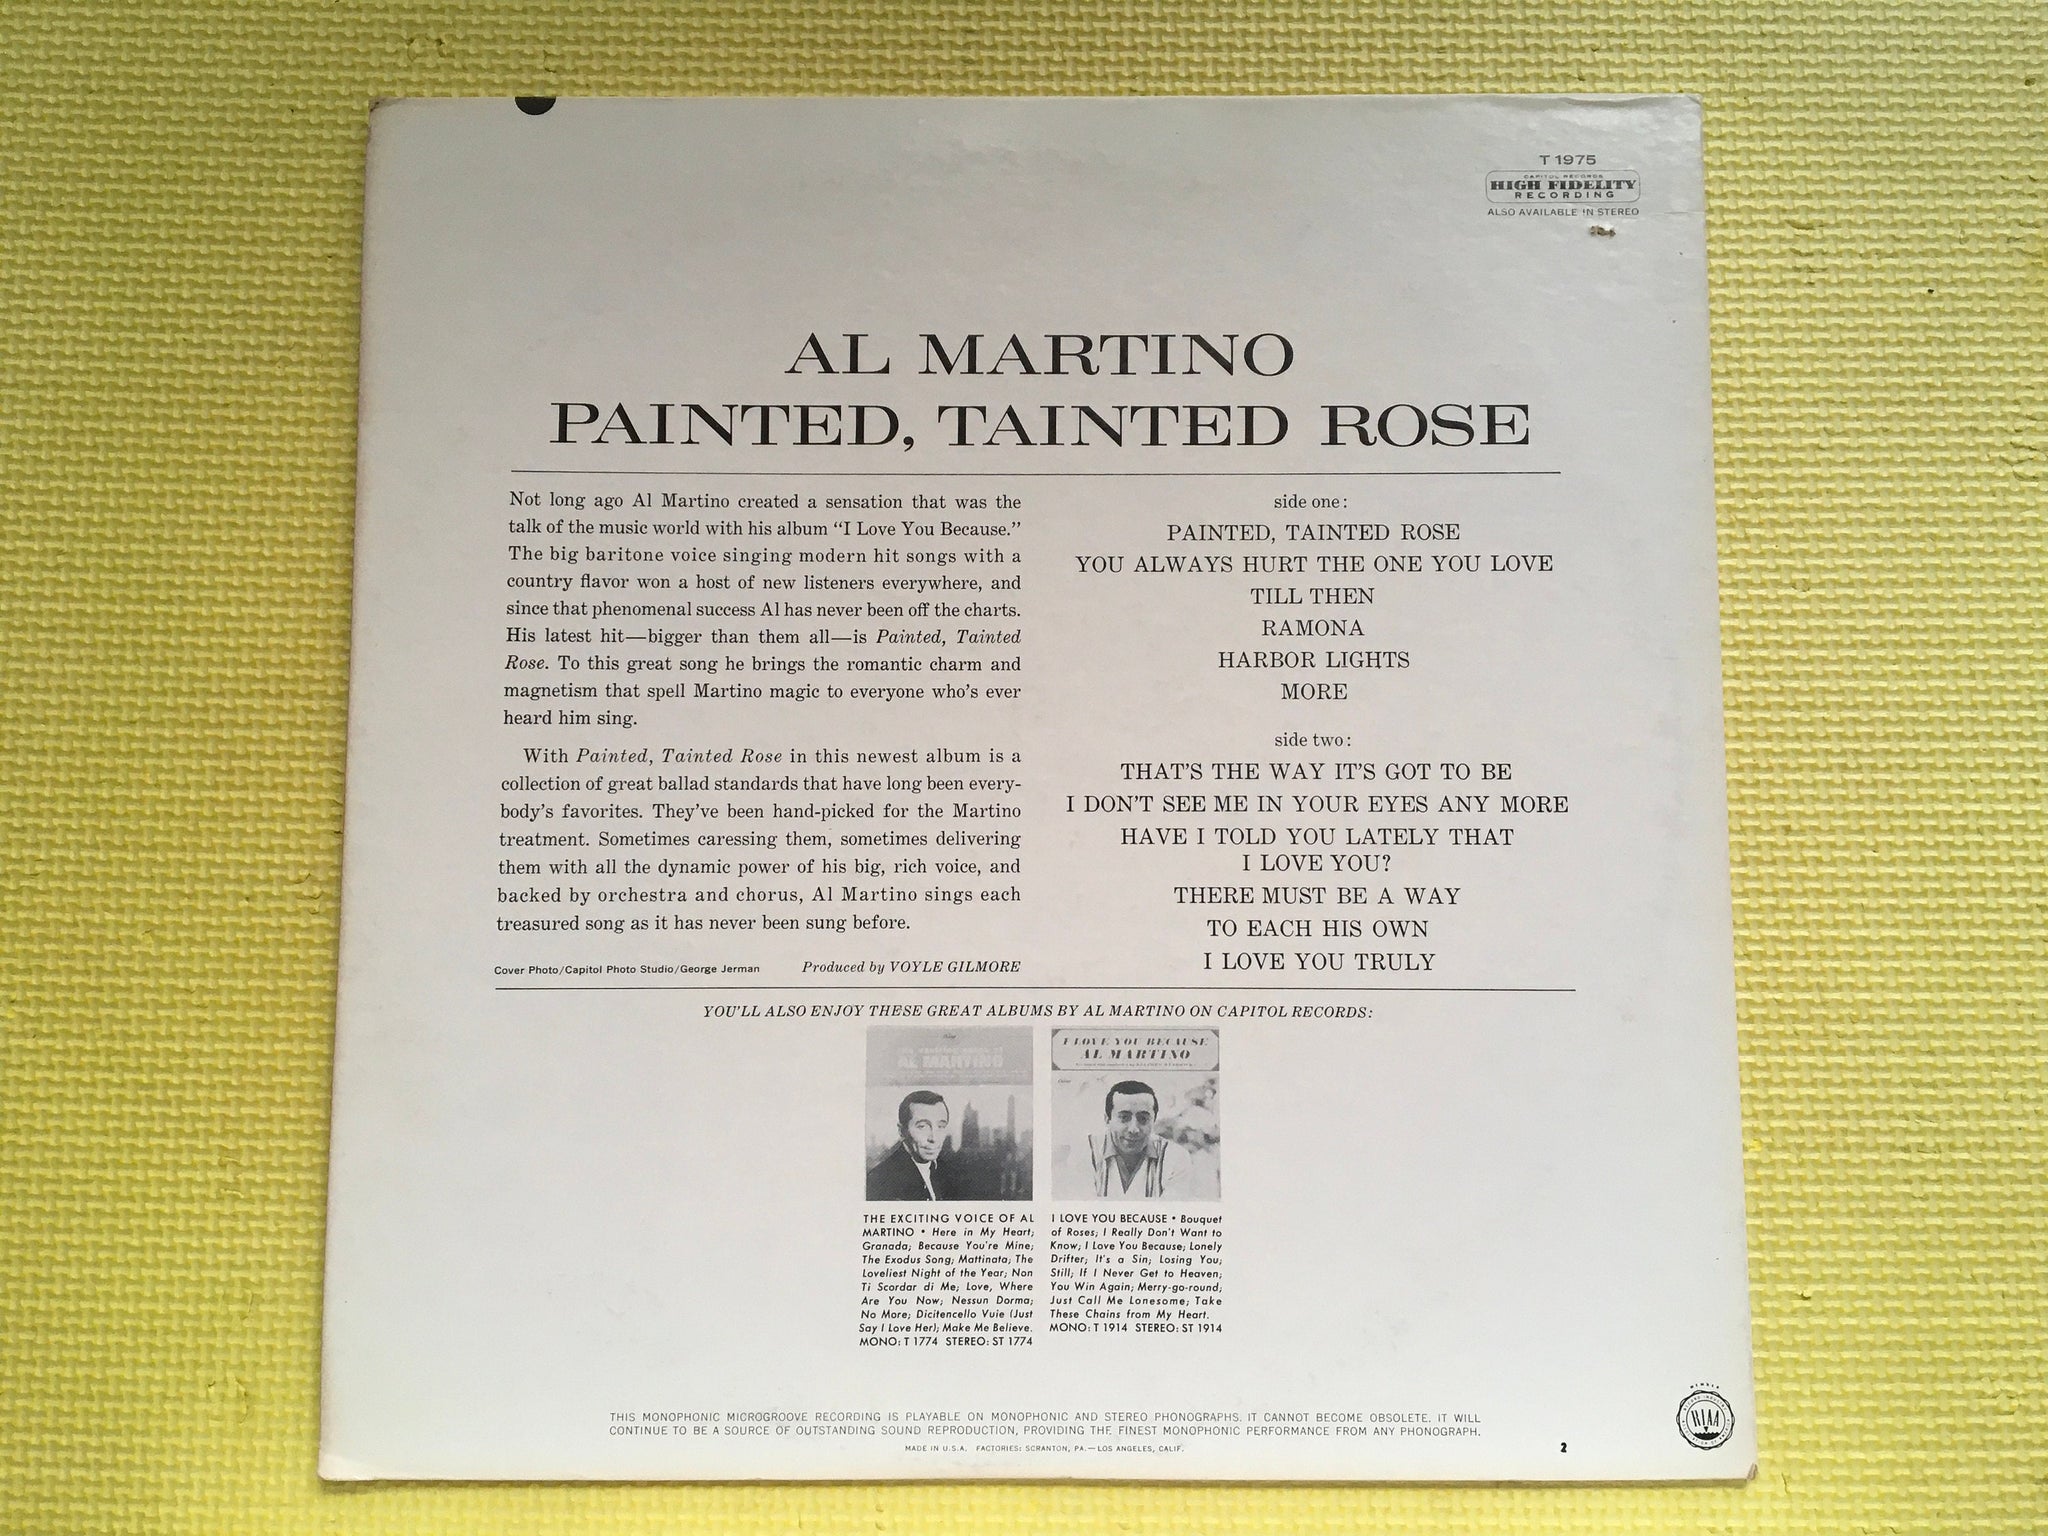 T 1975
CAPITOL RECORDS
HIGH FIDELITY
RECORDING
ALSO AVAILABLE IN STEREO
AL MARTINO
PAINTED, TAINTED ROSE
Not long ago Al Martino created a sensation that was the
talk of the music world with his album “I Love You Because.”
The big baritone voice singing modern hit songs with a
country flavor won a host of new listeners everywhere, and
since that phenomenal success Al has never been off the charts.
His latest hit—bigger than them all—is Painted, Tainted
Rose. To this great song he brings the romantic charm and
magnetism that spell Martino magic to everyone who’s ever
heard him sing.
With Painted, Tainted Rose in this newest album is a
collection of great ballad standards that have long been every-
body’s favorites. They’ve been hand-picked for the Martino
treatment. Sometimes caressing them, sometimes delivering
them with all the dynamic power of his big, rich voice, and
backed by orchestra and chorus, Al Martino sings each
treasured song as it has never been sung before.
Cover Photo/Capitol Photo Studio/George Jerman Produced by VOYLE GILMORE
side one:
PAINTED, TAINTED ROSE
YOU ALWAYS HURT THE ONE YOU LOVE
TILL THEN
RAMONA
HARBOR LIGHTS
MORE
side two:
THAT’S THE WAY IT’S GOT TO BE
I DON’T SEE ME IN YOUR EYES ANY MORE
HAVE I TOLD YOU LATELY THAT
I LOVE YOU?
THERE MUST BE A WAY
TO EACH HIS OWN
I LOVE YOU TRULY
YOU’LL ALSO ENJOY THESE GREAT ALBUMS BY AL MARTINO ON CAPITOL RECORDS:
AL MARTINO
THE EXCITING VOICE OF AL
MARTINO • Here in My Heart;
Granada; Because You’re Mine;
The Exodus Song; Mattinata; The
Loveliest Night of the Year; Non
Ti Scordar di Me; Love, Where
Are You Now; Nessun Dorma;
No More; Dicitencello Vuie (Just
Say I Love Her); Make Me Believe.
MONO: T 1774 STEREO: ST 1774
I LOVE YOU BECAUSE
AL MARTINO
I LOVE YOU BECAUSE • Bouquet
of Roses; I Really Don’t Want to
Know; I Love You Because; Lonely
Drifter; It’s a Sin; Losing You;
Still; If I Never Get to Heaven;
You Win Again; Merry-go-round;
Just Call Me Lonesome; Take
These Chains from My Heart.
MONO: T 1914 STEREO: ST 1914
THIS MONOPHONIC MICROGROOVE RECORDING IS PLAYABLE ON MONOPHONIC AND STEREO PHONOGRAPHS. IT CANNOT BECOME OBSOLETE. IT WILL
CONTINUE TO BE A SOURCE OF OUTSTANDING SOUND REPRODUCTION, PROVIDING THE FINEST MONOPHONIC PERFORMANCE FROM ANY PHONOGRAPH.
MADE IN U.S.A. FACTORIES: SCRANTON, PA.—LOS ANGELES, CALIF.
2
MEMBER
RIAA